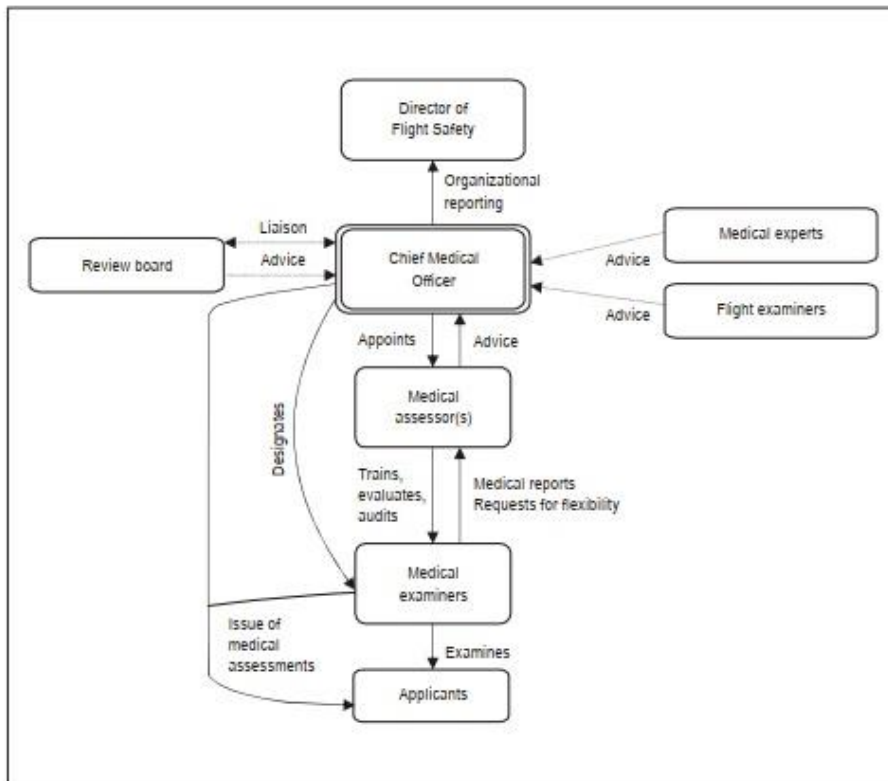 Director of
Flight Safety
Organizational
reporting
Liaison
Review board
Advice
Chief Medical
Officer
Medical experts
Advice
Flight examiners
Advice
Appoints
Advice
Medical
assessor(s)
Designates
Trains,
evaluates,
audits
Medical reports
Requests for flexibility
Medical
examiners
Issue of
medical
assessments
Examines
Applicants